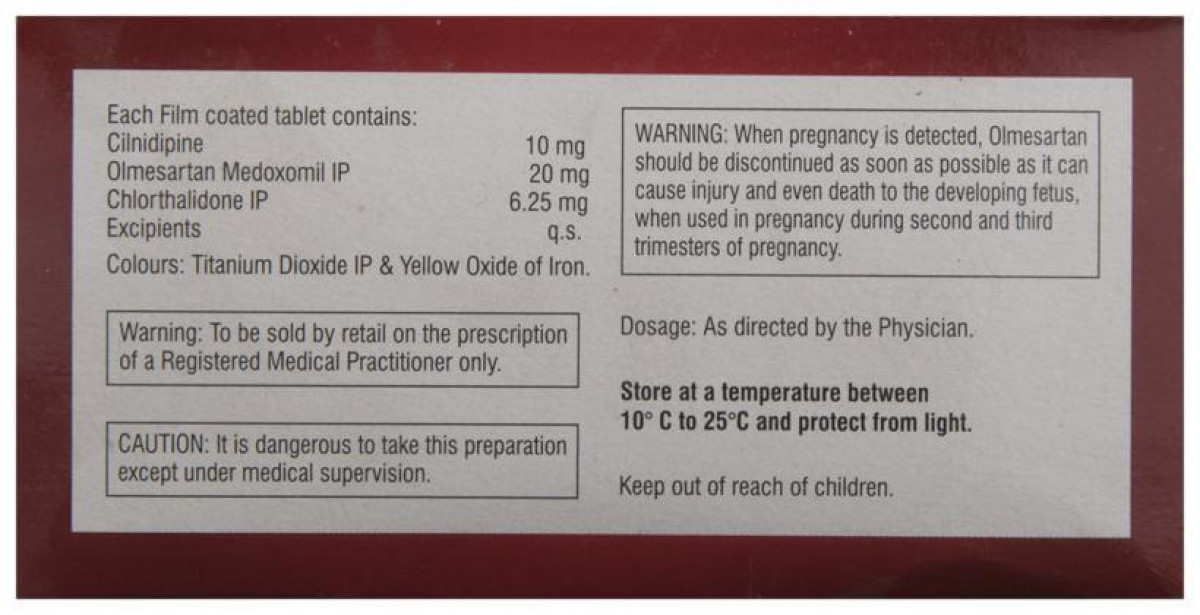 Each Film coated tablet contains:
Cilnidipine 10 mg
Olmesartan Medoxomil IP 20 mg
Chlorthalidone IP 6.25 mg
Excipients q.s.
Colours: Titanium Dioxide IP & Yellow Oxide of Iron.
Warning: To be sold by retail on the prescription
of a Registered Medical Practitioner only.
CAUTION: It is dangerous to take this preparation
except under medical supervision.
WARNING: When pregnancy is detected, Olmesartan
should be discontinued as soon as possible as it can
cause injury and even death to the developing fetus,
when used in pregnancy during second and third
trimesters of pregnancy.
Dosage: As directed by the Physician.
Store at a temperature between
10° C to 25°C and protect from light.
Keep out of reach of children.